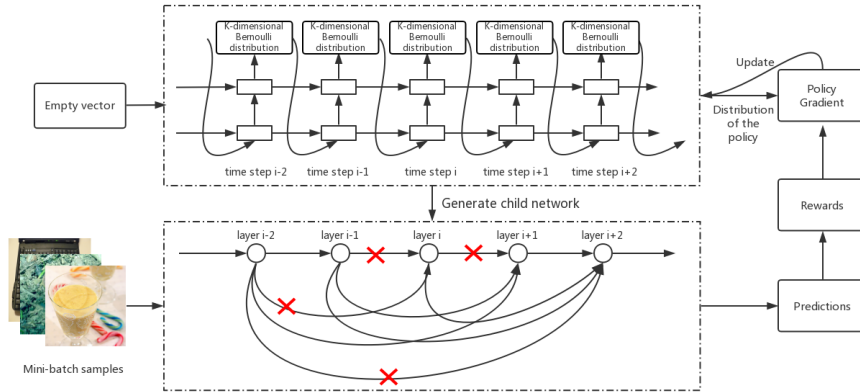 K-dimensional
Bernoulli
distribution
K-dimensional
Bernoulli
distribution
K-dimensional
Bernoulli
distribution
K-dimensional
Bernoulli
distribution
K-dimensional
Bernoulli
distribution
Update
Empty vector
Policy
Gradient
Distribution
of the
policy
time step i-2
time step i-1
time step i
time step i+1
time step i+2
Generate child network
Rewards
layer i-2
layer i-1
layer i
layer i+1
layer i+2
Predictions
Mini-batch samples